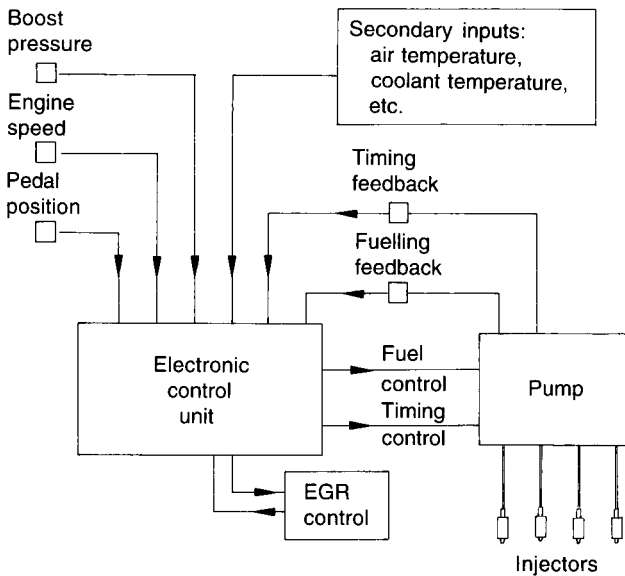 Boost
pressure
Engine
speed
Pedal
position
Secondary inputs:
air temperature,
coolant temperature,
etc.
Timing
feedback
Fuelling
feedback
Electronic
control
unit
Fuel
control
Timing
control
Pump
EGR
control
Injectors